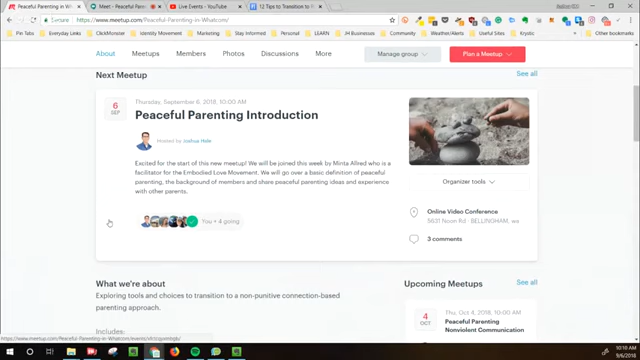 Peaceful Parenting in W
Meet - Peaceful Paren
Live Events - YouTube
12 Tips to Transition to
Secure
https://www.meetup.com/Peaceful-Parenting-in-Whatcom/
Apps
Bookmarks
Pin Tabs
Everyday Links
ClickMonster
Identity
Marketing
Stay Informed
Personal
LEARN
JH Businesses
Community
Weather/Alerts
Useful Sites
Krystic
Other bookmarks
About
Meetups
Members
Photos
Discussions
More
Manage group
Plan a Meetup
Next Meetup
See all
6
SEP
Thursday, September 6, 2018, 10:00 AM
Peaceful Parenting Introduction
Hosted by Joshua Hale
Excited for the start of this new meetup! We will be joined this week by Minta Allred who is a
facilitator for the Embodied Love Movement. We will go over a basic definition of peaceful
parenting, the background of members and share peaceful parenting ideas and experience
with other parents.
You + 4 going
Organizer tools
Online Video Conference
5631 Noon Rd · BELLINGHAM, wa
3 comments
What we're about
Exploring tools and choices to transition to a non-punitive connection-based
parenting approach.
Includes:
Upcoming Meetups
See all
4
OCT
Thu, Oct 4, 2018, 10:00 AM
Peaceful Parenting
Nonviolent Communication
10:10 AM
9/6/2018